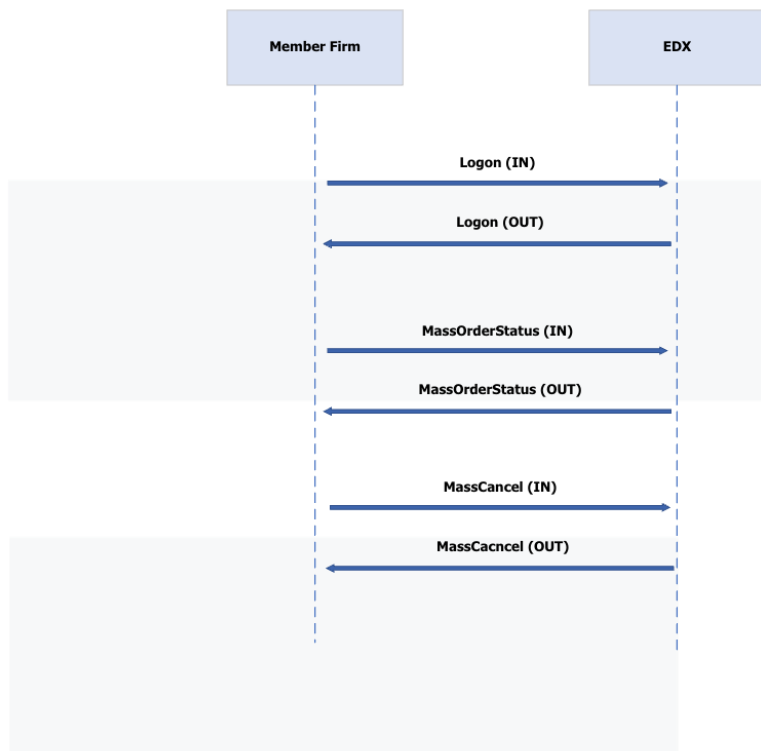 Member Firm
EDX
Logon (IN)
Logon (OUT)
MassOrderStatus (IN)
MassOrderStatus (OUT)
MassCancel (IN)
MassCacncel (OUT)